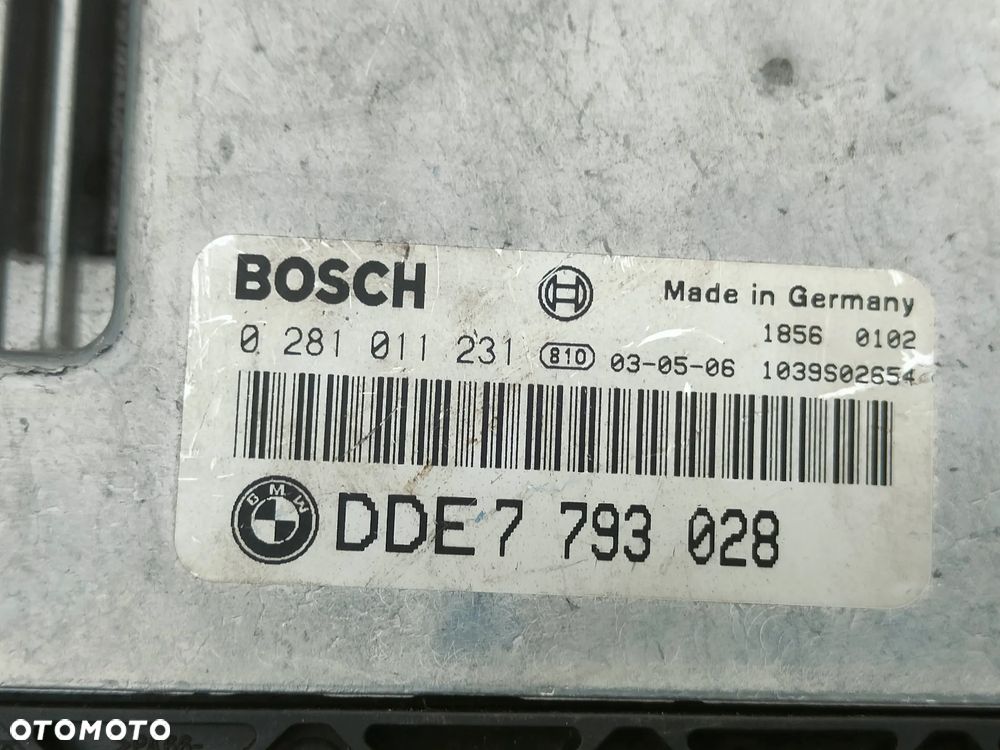 BOSCH
Made in Germany
1856 0102
0 281 011 231 810 03-05-06 1039S02654
BMW
DDE7 793 028
OTOMOTO